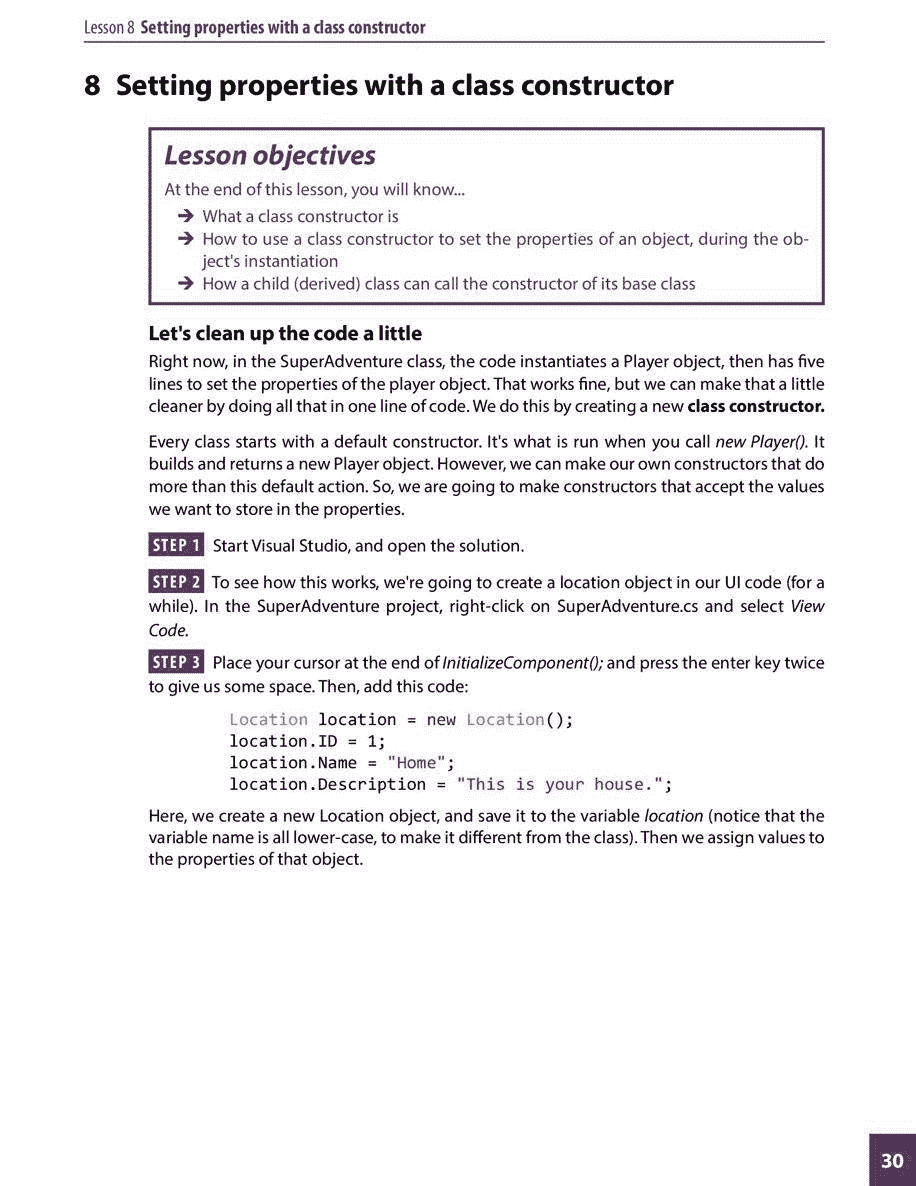 Lesson 8 Setting properties with a class constructor
8 Setting properties with a class constructor
Lesson objectives
At the end of this lesson, you will know...
➔ What a class constructor is
➔ How to use a class constructor to set the properties of an object, during the ob-
ject's instantiation
➔ How a child (derived) class can call the constructor of its base class
Let's clean up the code a little
Right now, in the SuperAdventure class, the code instantiates a Player object, then has five
lines to set the properties of the player object. That works fine, but we can make that a little
cleaner by doing all that in one line of code. We do this by creating a new class constructor.
Every class starts with a default constructor. It's what is run when you call new Player(). It
builds and returns a new Player object. However, we can make our own constructors that do
more than this default action. So, we are going to make constructors that accept the values
we want to store in the properties.
STEP 1 Start Visual Studio, and open the solution.
STEP 2 To see how this works, we're going to create a location object in our UI code (for a
while). In the SuperAdventure project, right-click on SuperAdventure.cs and select View
Code.
STEP 3 Place your cursor at the end of InitializeComponent(); and press the enter key twice
to give us some space. Then, add this code:
Location location = new Location();
location.ID = 1;
location.Name = "Home";
location.Description = "This is your house.";
Here, we create a new Location object, and save it to the variable location (notice that the
variable name is all lower-case, to make it different from the class). Then we assign values to
the properties of that object.
30